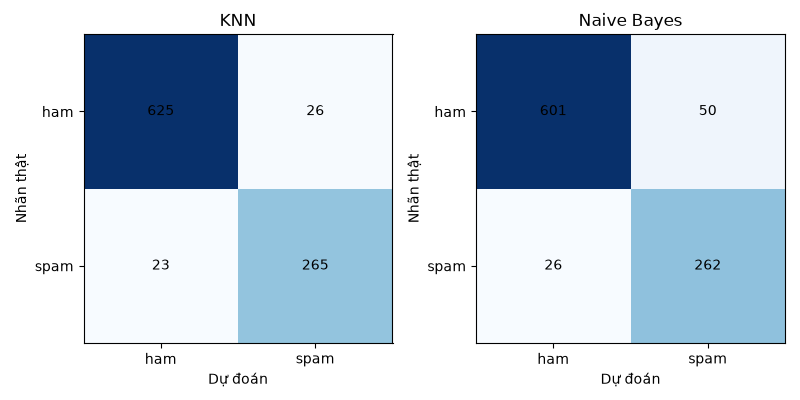 KNN
ham 625 26
Nhãn thật
spam 23 265
ham spam
Dự đoán
Naive Bayes
ham 601 50
Nhãn thật
spam 26 262
ham spam
Dự đoán